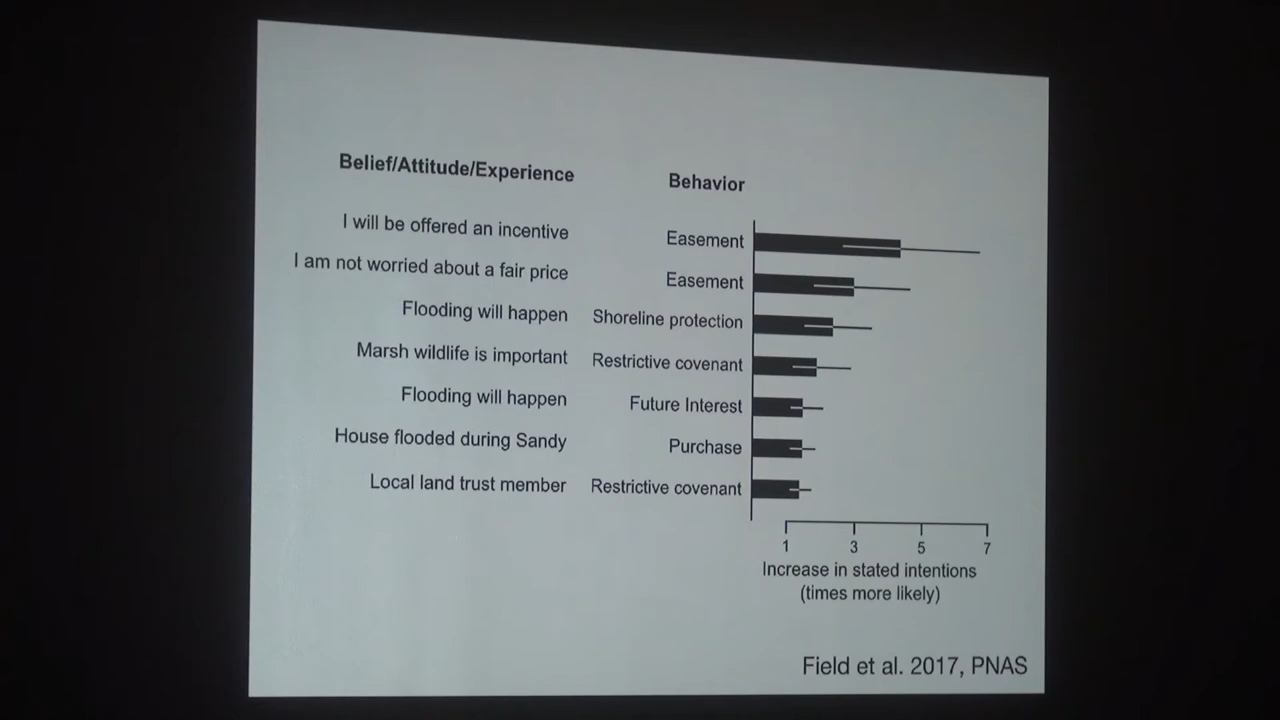 Belief/Attitude/Experience Behavior
I will be offered an incentive Easement
I am not worried about a fair price Easement
Flooding will happen Shoreline protection
Marsh wildlife is important Restrictive covenant
Flooding will happen Future Interest
House flooded during Sandy Purchase
Local land trust member Restrictive covenant
1 3 5 7
Increase in stated intentions
(times more likely)
Field et al. 2017, PNAS